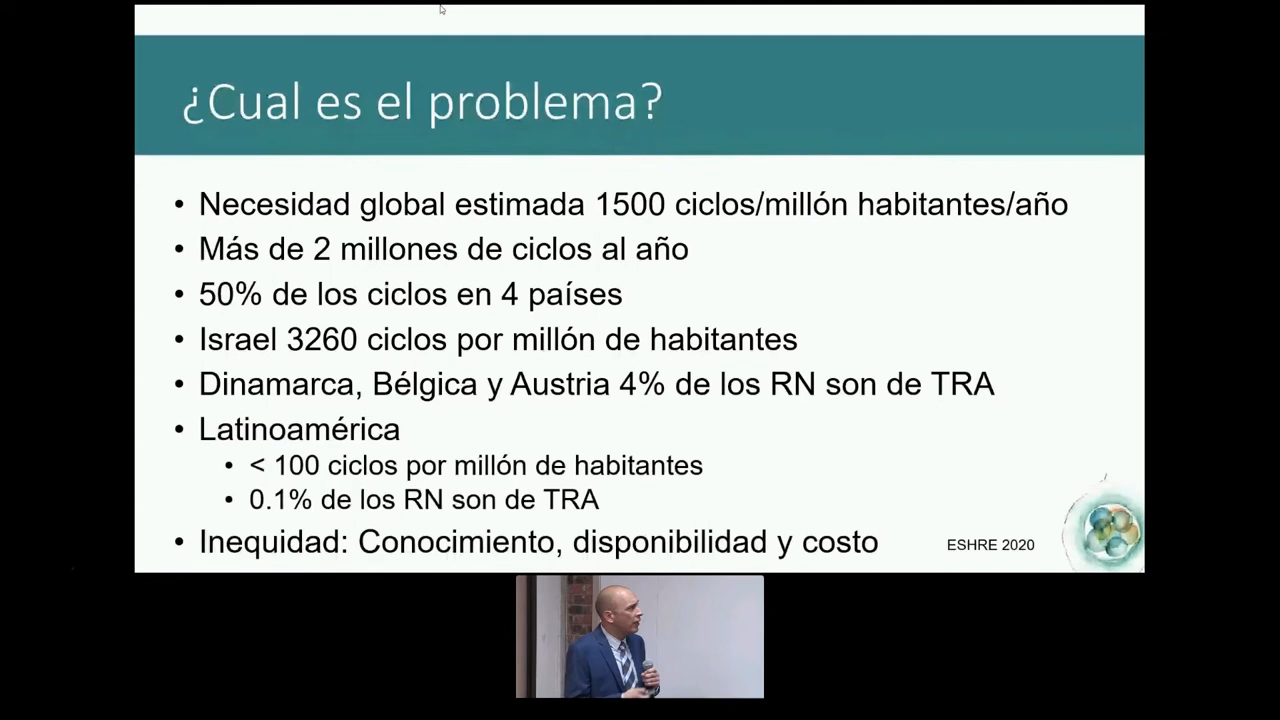 ¿Cual es el problema?
• Necesidad global estimada 1500 ciclos/millón habitantes/año
• Más de 2 millones de ciclos al año
• 50% de los ciclos en 4 países
• Israel 3260 ciclos por millón de habitantes
• Dinamarca, Bélgica y Austria 4% de los RN son de TRA
• Latinoamérica
• < 100 ciclos por millón de habitantes
• 0.1% de los RN son de TRA
• Inequidad: Conocimiento, disponibilidad y costo
ESHRE 2020